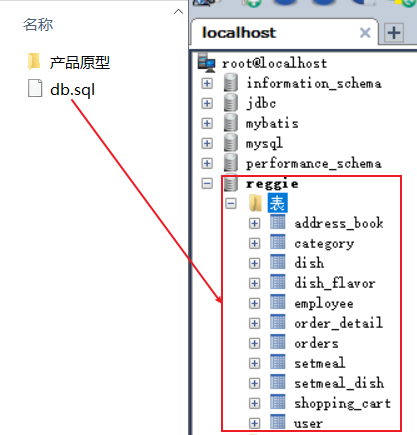 名称
产品原型
db.sql
localhost
root@localhost
information_schema
jdbc
mybatis
mysql
performance_schema
reggie
表
address_book
category
dish
dish_flavor
employee
order_detail
orders
setmeal
setmeal_dish
shopping_cart
user